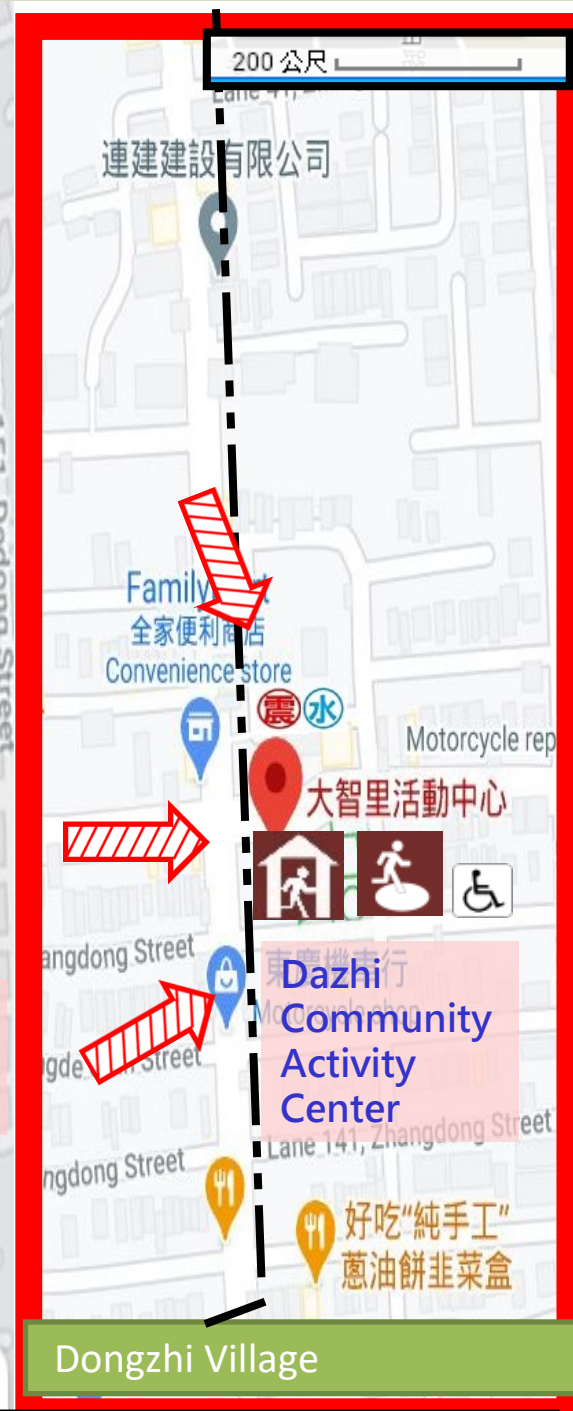 200 公尺
Lane 41,
連建建設有限公司
Dedong Street
Family
全家便利商店
Convenience store
震 水
Motorcycle rep
大智里活動中心
angdong Street
東慶機車行
Motorcycle shop
Dazhi
Community
Activity
Center
Street
Lane 141, Zhangdong Street
ngdong Street
好吃“純手工”
蔥油餅韭菜盒
Dongzhi Village